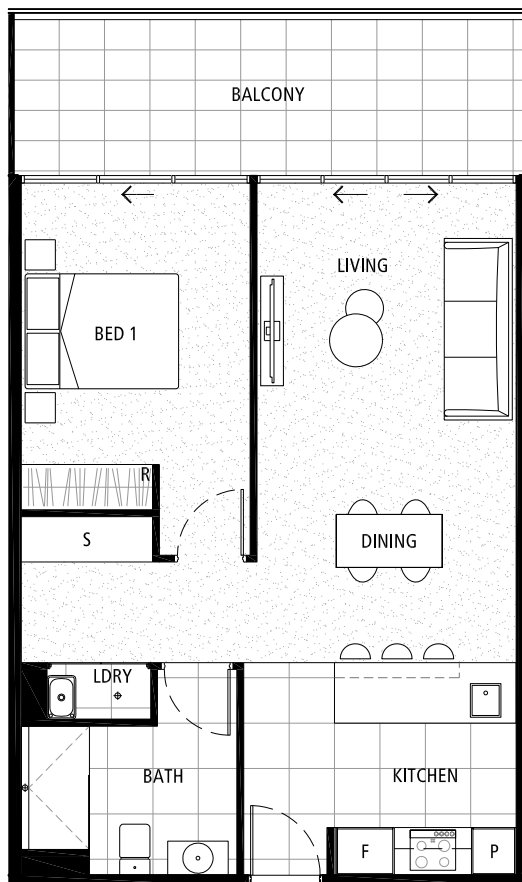 BALCONY
LIVING
BED 1
R
S
DINING
LDRY
BATH
KITCHEN
F
P